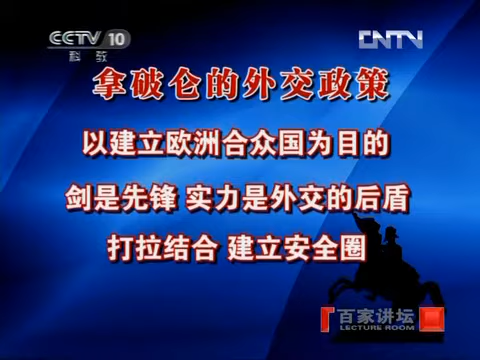 CCTV 10
科教
CNTV
拿破仑的外交政策
以建立欧洲合众国为目的
剑是先锋 实力是外交的后盾
打拉结合 建立安全圈
百家讲坛
LECTURE ROOM